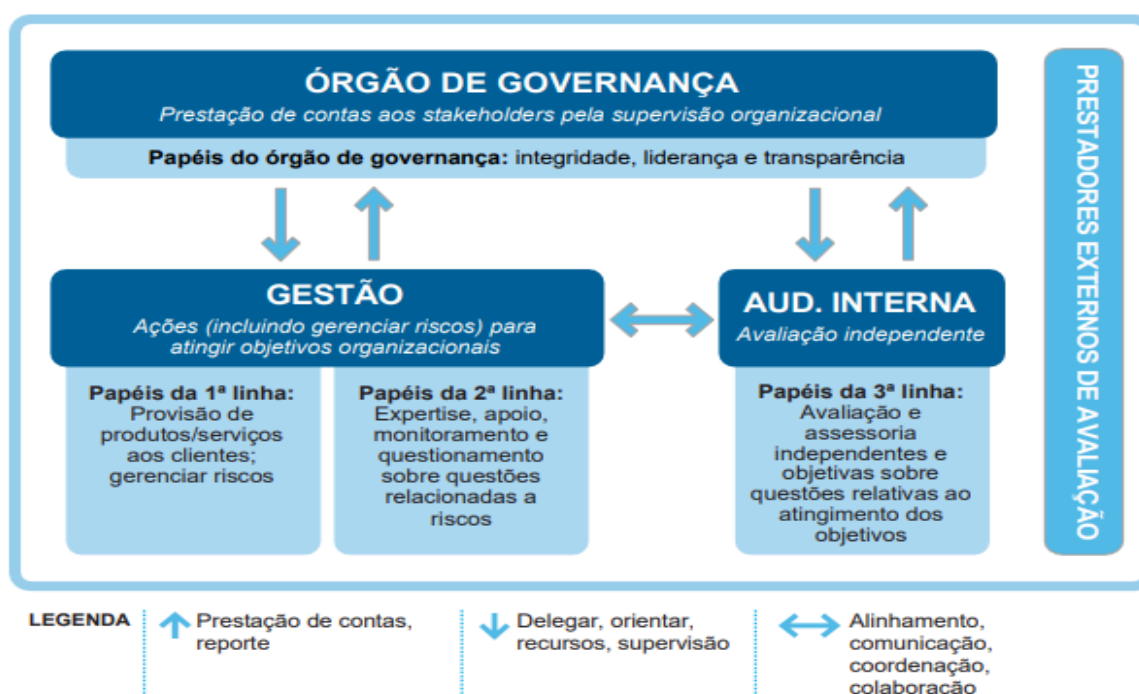 ÓRGÃO DE GOVERNANÇA
Prestação de contas aos stakeholders pela supervisão organizacional
Papéis do órgão de governança: integridade, liderança e transparência
GESTÃO
Ações (incluindo gerenciar riscos) para
atingir objetivos organizacionais
Papéis da 1ª linha:
Provisão de
produtos/serviços
aos clientes;
gerenciar riscos
Papéis da 2ª linha:
Expertise, apoio,
monitoramento e
questionamento
sobre questões
relacionadas a
riscos
AUD. INTERNA
Avaliação independente
Papéis da 3ª linha:
Avaliação e
assessoria
independentes e
objetivas sobre
questões relativas ao
atingimento dos
objetivos
PRESTADORES EXTERNOS DE AVALIAÇÃO
LEGENDA
Prestação de contas,
reporte
Delegar, orientar,
recursos, supervisão
Alinhamento,
comunicação,
coordenação,
colaboração